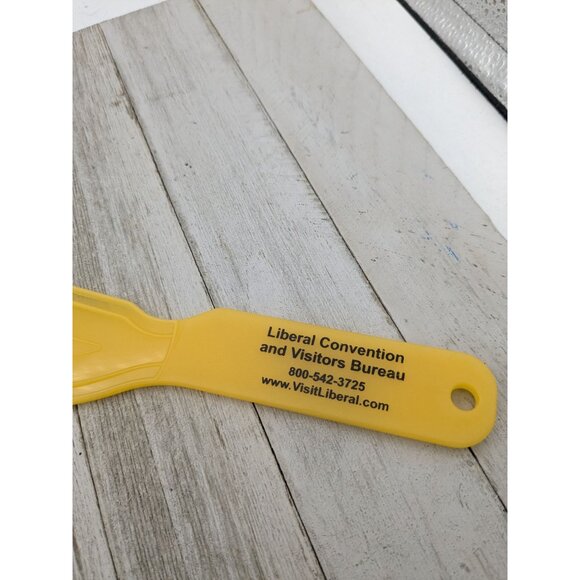 Liberal Convention
and Visitors Bureau
800-542-3725
www.VisitLiberal.com